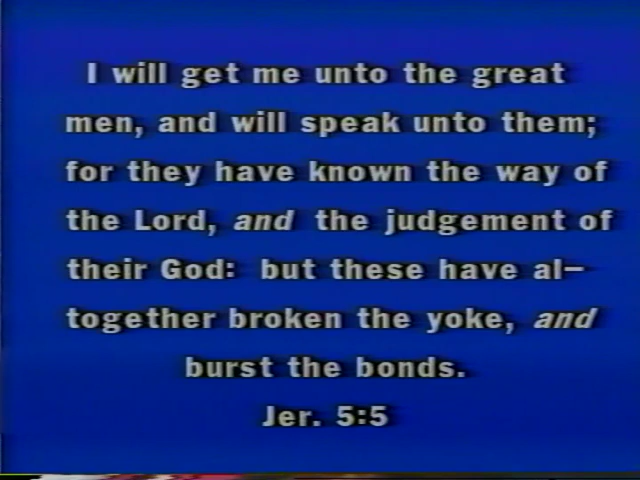 I will get me unto the great
men, and will speak unto them;
for they have known the way of
the Lord, and the judgement of
their God: but these have al-
together broken the yoke, and
burst the bonds.
Jer. 5:5